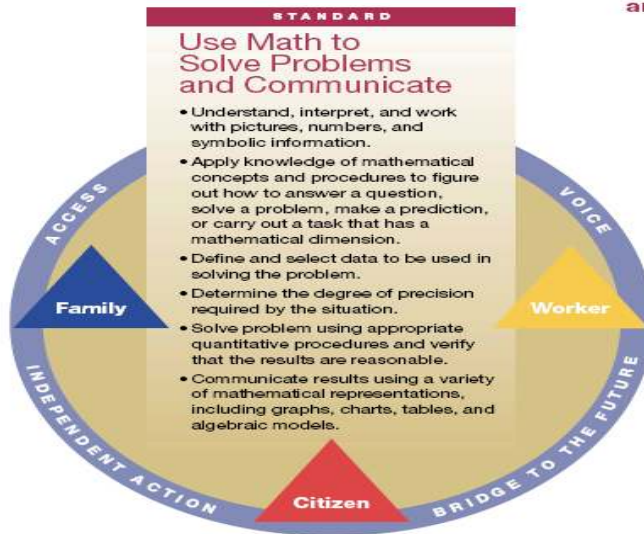 STANDARD
Use Math to
Solve Problems
and Communicate
• Understand, interpret, and work
with pictures, numbers, and
symbolic information.
• Apply knowledge of mathematical
concepts and procedures to figure
out how to answer a question,
solve a problem, make a prediction,
or carry out a task that has a
mathematical dimension.
• Define and select data to be used in
solving the problem.
• Determine the degree of precision
required by the situation.
• Solve problem using appropriate
quantitative procedures and verify
that the results are reasonable.
• Communicate results using a variety
of mathematical representations,
including graphs, charts, tables, and
algebraic models.
ACCESS
VOICE
Family
Worker
INDEPENDENT ACTION
BRIDGE TO THE FUTURE
Citizen